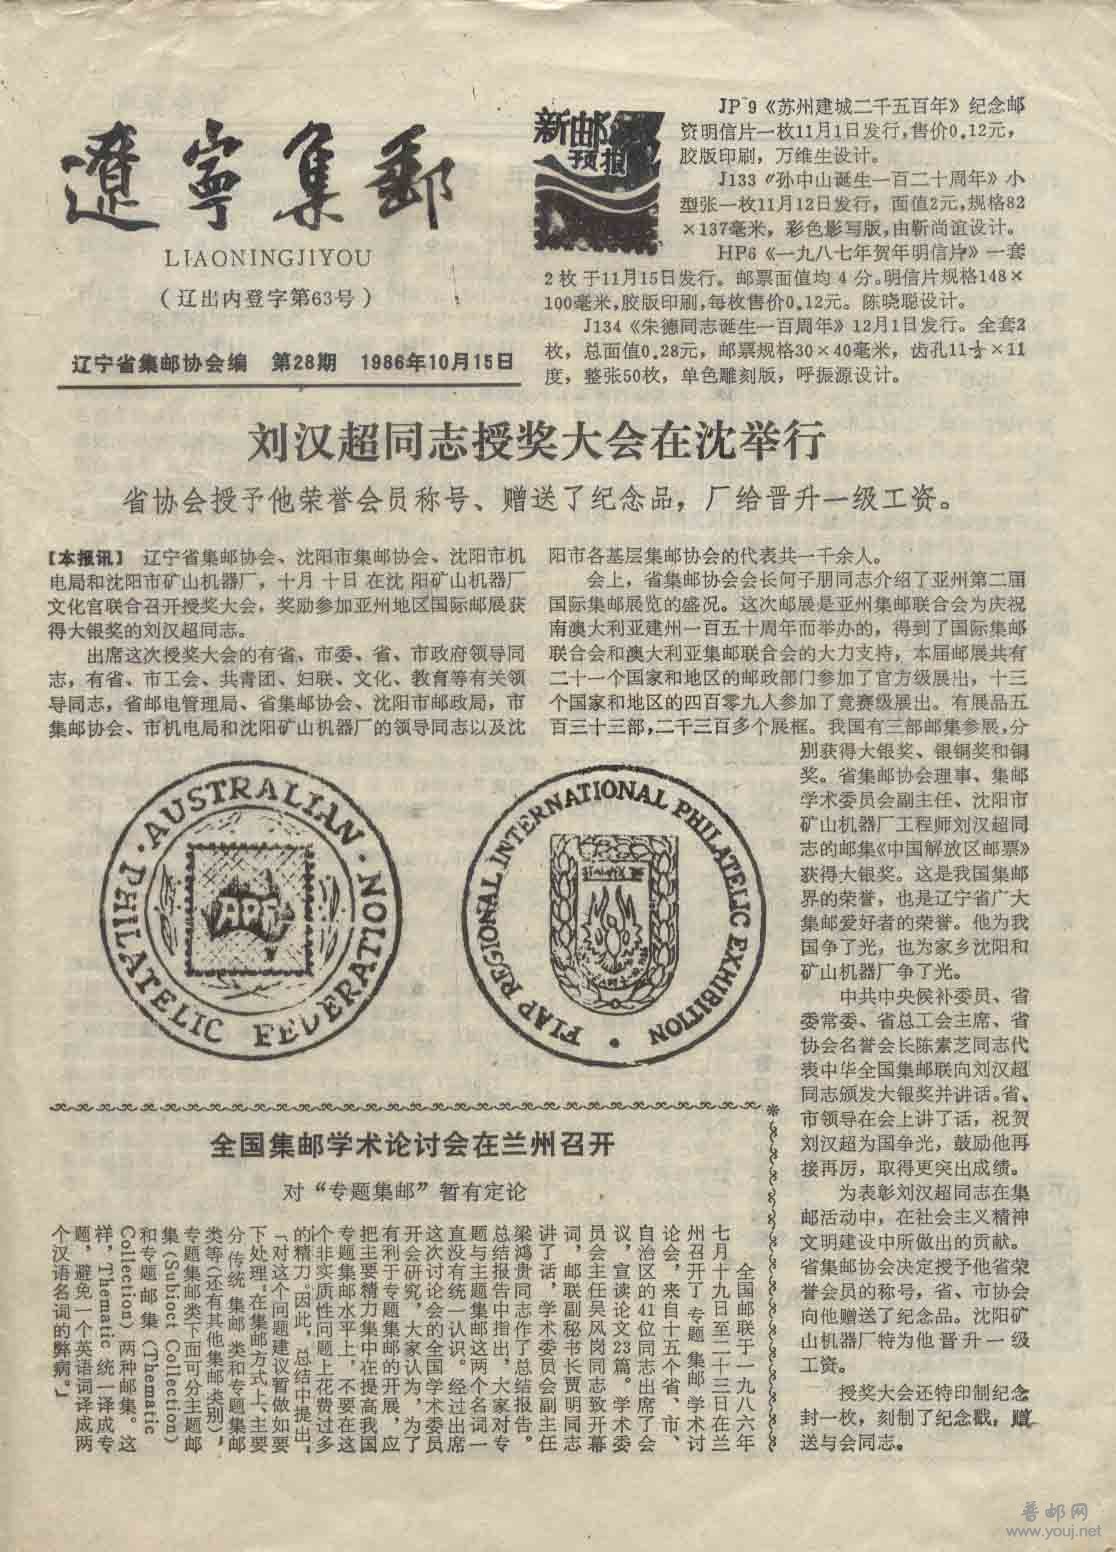 遼寧集郵
LIAONINGJIYOU
(辽出内登字第63号)
辽宁省集邮协会编 第28期 1986年10月15日
新邮
预报
JP 9《苏州建城二千五百年》纪念邮
资明信片一枚11月1日发行,售价0.12元,
胶版印刷,万维生设计。
J133《孙中山诞生一百二十周年》小
型张一枚11月12日发行,面值2元,规格82
×137毫米,彩色影写版,由靳尚谊设计。
HP6《一九八七年贺年明信片》一套
2枚于11月15日发行。邮票面值均4分。明信片规格148×
100毫米,胶版印刷,每枚售价0.12元。陈晓聪设计。
J134《朱德同志诞生一百周年》12月1日发行。全套2
枚,总面值0.28元,邮票规格30×40毫米,齿孔11½×11
度,整张50枚,单色雕刻版,呼振源设计。
刘汉超同志授奖大会在沈举行
省协会授予他荣誉会员称号、赠送了纪念品,厂给晋升一级工资。
【本报讯】 辽宁省集邮协会、沈阳市集邮协会、沈阳市机
电局和沈阳市矿山机器厂,十月十日在沈阳矿山机器厂
文化宫联合召开授奖大会,奖励参加亚州地区国际邮展获
得大银奖的刘汉超同志。
出席这次授奖大会的有省、市委、省、市政府领导同
志,有省、市工会、共青团、妇联、文化、教育等有关领
导同志,省邮电管理局、省集邮协会、沈阳市邮政局,市
集邮协会、市机电局和沈阳矿山机器厂的领导同志以及沈
阳市各基层集邮协会的代表共一千余人。
会上,省集邮协会会长何子朋同志介绍了亚州第二届
国际集邮展览的盛况。这次邮展是亚州集邮联合会为庆祝
南澳大利亚建州一百五十周年而举办的,得到了国际集邮
联合会和澳大利亚集邮联合会的大力支持,本届邮展共有
二十一个国家和地区的邮政部门参加了官方级展出,十三
个国家和地区的四百零九人参加了竞赛级展出。有展品五
百三十三部,二千三百多个展框。我国有三部邮集参展,分
别获得大银奖、银铜奖和铜
奖。省集邮协会理事、集邮
学术委员会副主任、沈阳市
矿山机器厂工程师刘汉超同
志的邮集《中国解放区邮票》
获得大银奖。这是我国集邮
界的荣誉,也是辽宁省广大
集邮爱好者的荣誉。他为我
国争了光,也为家乡沈阳和
矿山机器厂争了光。
中共中央候补委员、省
委常委、省总工会主席、省
协会名誉会长陈素芝同志代
表中华全国集邮联向刘汉超
同志颁发大银奖并讲话。省、
市领导在会上讲了话,祝贺
刘汉超为国争光,鼓励他再
接再厉,取得更突出成绩。
为表彰刘汉超同志在集
邮活动中,在社会主义精神
文明建设中所做出的贡献。
省集邮协会决定授予他省荣
誉会员的称号,省、市协会
向他赠送了纪念品。沈阳矿
山机器厂特为他晋升一级
工资。
授奖大会还特印制纪念
封一枚,刻制了纪念戳,赠
送与会同志。
·AUSTRALIAN·
PHILATELIC FEDERATION
APF
FIAP REGIONAL INTERNATIONAL PHILATELIC EXHIBITION
全国集邮学术论讨会在兰州召开
对“专题集邮”暂有定论
全国邮联于一九八六年
七月十九日至二十三日在兰
州召开了专题集邮学术讨
论会,来自十五个省、市、
自治区的41位同志出席了会
议,宣读论文23篇。学术委
员会主任吴风岗同志致开幕
词,邮联副秘书长贾明同志
讲了话,学术委员会副主任
梁鸿贵同志作了总结报告。
总结报告中指出,大家对专
题与主题集邮这两个名词一
直没有统一认识。经过出席
这次讨论会的全国学术委员
开会研究,大家认为,为了
有利于专题集邮的开展,应
把主要精力集中在提高我国
专题集邮水平上,不要在这
个非实质性问题上花费过多
的精力。因此,总结中提出,
「对这个问题建议暂做如要
下处理。在集邮方式上、主要
分传统集邮类和专题集邮
类等(还有其他集邮类别),
专题集邮类下面可分主题邮
集(Subioct Collection)
和专题邮集(Thematic
Collection)两种邮集。这
样,Thematic统一译成专
题,避免一个英语词译成两
个汉语名词的弊病。」
普邮网
www.youj.net